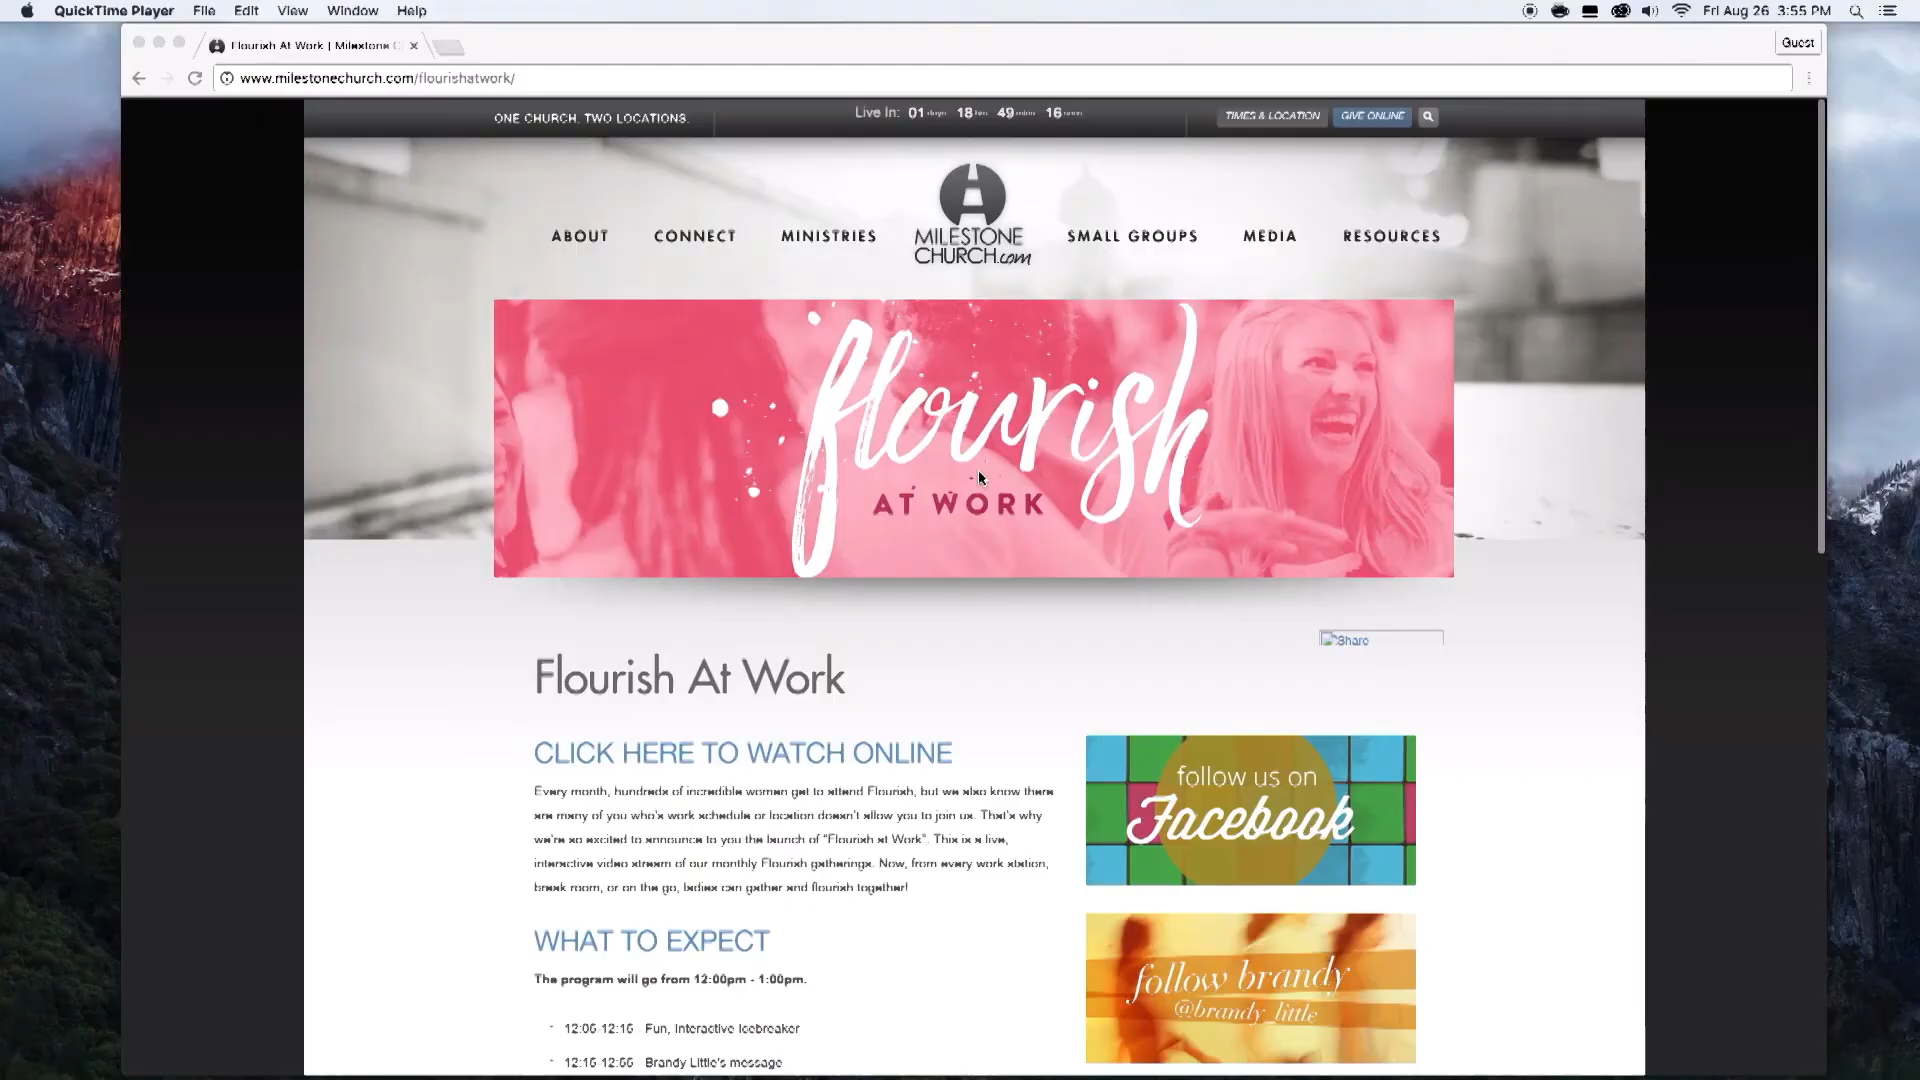 QuickTime Player File Edit View Window Help Fri Aug 26 3:55 PM
Flourish At Work | Milestone C
Guest
www.milestonechurch.com/flourishatwork/
ONE CHURCH. TWO LOCATIONS.
Live In: 01 days 18 hrs 49 mins 16
TIMES & LOCATION GIVE ONLINE
ABOUT CONNECT MINISTRIES
MILESTONE
CHURCH.com
SMALL GROUPS MEDIA RESOURCES
flourish
AT WORK
Share
Flourish At Work
CLICK HERE TO WATCH ONLINE
Every month, hundreds of incredible women get to attend Flourish, but we also know there
are many of you who's work schedule or location doesn't allow you to join us. That's why
we're so excited to announce to you the launch of "Flourish at Work". This is a live,
interactive video stream of our monthly Flourish gatherings. Now, from every work station,
break room, or on the go, ladies can gather and flourish together!
WHAT TO EXPECT
The program will go from 12:00pm - 1:00pm.
Fun, Interactive Icebreaker
Brandy Little's message
follow us on
Facebook
follow brandy
@brandy_little